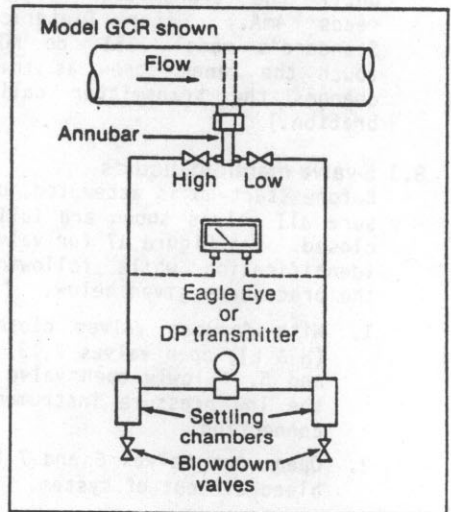 Model GCR shown
Flow
Annubar
High Low
Eagle Eye
or
DP transmitter
Settling
chambers
Blowdown
valves